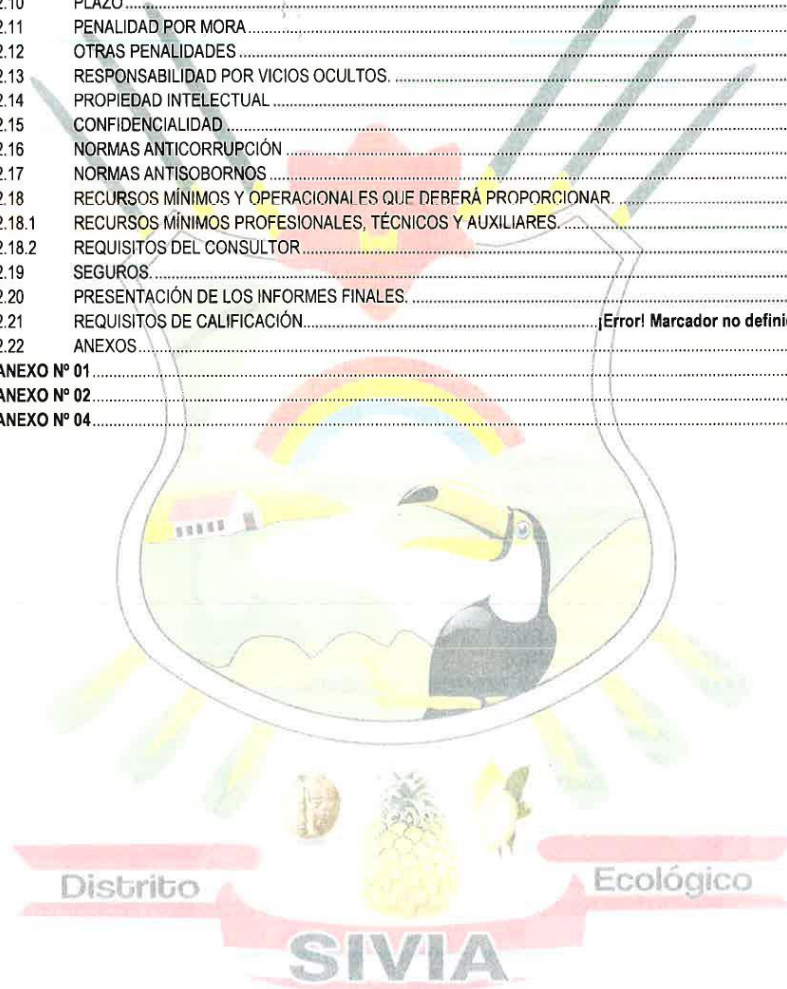 2.10 PLAZO
2.11 PENALIDAD POR MORA
2.12 OTRAS PENALIDADES
2.13 RESPONSABILIDAD POR VICIOS OCULTOS.
2.14 PROPIEDAD INTELECTUAL
2.15 CONFIDENCIALIDAD
2.16 NORMAS ANTICORRUPCIÓN
2.17 NORMAS ANTISOBORNOS
2.18 RECURSOS MÍNIMOS Y OPERACIONALES QUE DEBERÁ PROPORCIONAR.
2.18.1 RECURSOS MÍNIMOS PROFESIONALES, TÉCNICOS Y AUXILIARES.
2.18.2 REQUISITOS DEL CONSULTOR
2.19 SEGUROS
2.20 PRESENTACIÓN DE LOS INFORMES FINALES.
2.21 REQUISITOS DE CALIFICACIÓN ¡Error! Marcador no
2.22 ANEXOS
ANEXO Nº 01
ANEXO Nº 02
ANEXO Nº 04
Distrito Ecológico
SIVIA